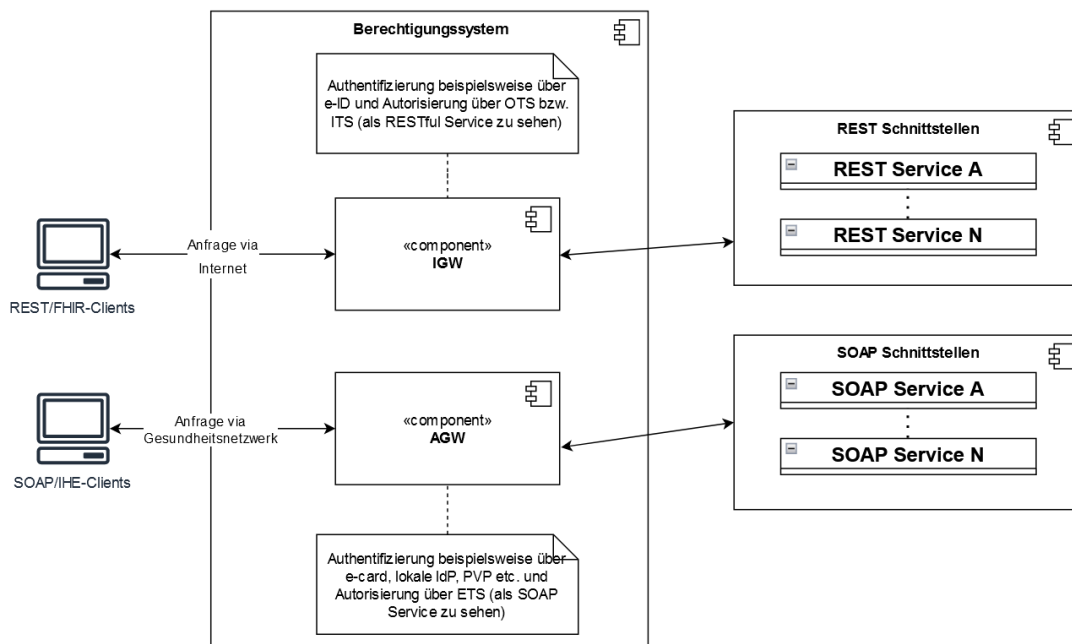 Berechtigungssystem
Authentifizierung beispielsweise über
e-ID und Autorisierung über OTS bzw.
ITS (als RESTful Service zu sehen)
REST Schnittstellen
REST Service A
REST Service N
«component»
IGW
Anfrage via
Internet
REST/FHIR-Clients
SOAP Schnittstellen
SOAP Service A
SOAP Service N
«component»
AGW
Anfrage via
Gesundheitsnetzwerk
SOAP/IHE-Clients
Authentifizierung beispielsweise über
e-card, lokale IdP, PVP etc. und
Autorisierung über ETS (als SOAP
Service zu sehen)